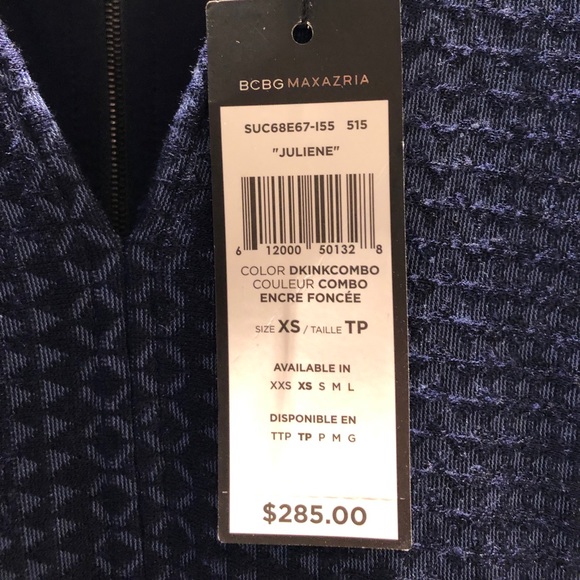 BCBGMAXAZRIA
SUC68E67-I55 515
"JULIENE"
6 12000 50132 8
COLOR DKINKCOMBO
COULEUR COMBO
ENCRE FONCÉE
SIZE XS / TAILLE TP
AVAILABLE IN
XXS XS S M L
DISPONIBLE EN
TTP TP P M G
$285.00